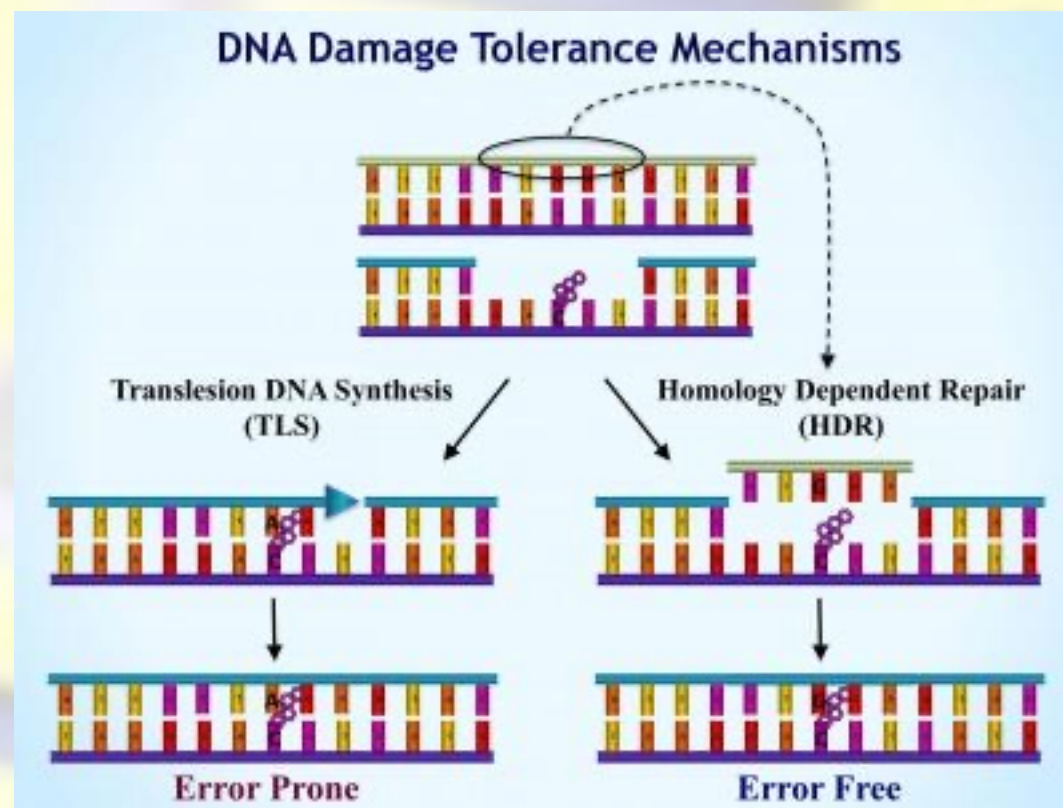 DNA Damage Tolerance Mechanisms
Translesion DNA Synthesis
(TLS)
Homology Dependent Repair
(HDR)
A
G
A
Error Prone
Error Free